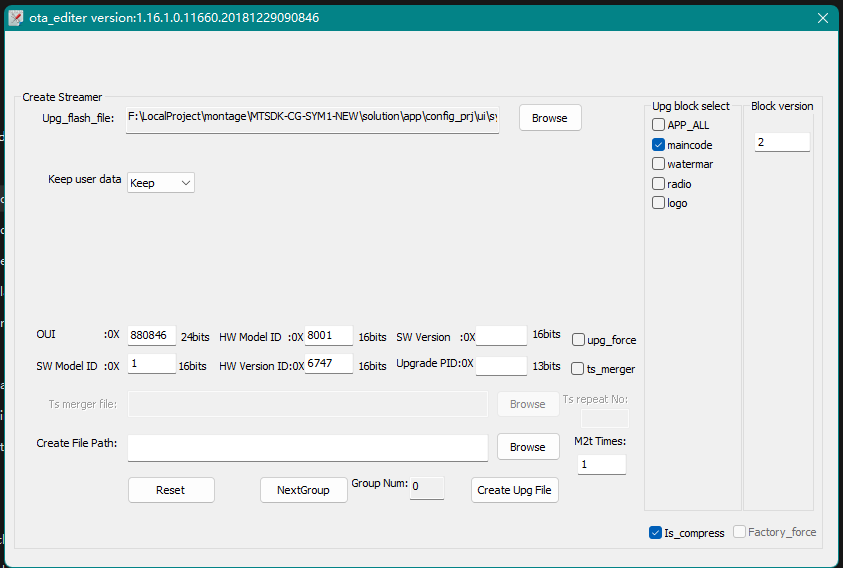 ota_editer version:1.16.1.0.11660.20181229090846
Create Streamer
Upg_flash_file: F:\LocalProject\montage\MTSDK-CG-SYM1-NEW\solution\app\config_prj\ui\sy Browse
Keep user data Keep
Upg block select
APP_ALL
maincode
watermar
radio
logo
Block version
2
OUI :0X 880846 24bits HW Model ID :0X 8001 16bits SW Version :0X 16bits upg_force
SW Model ID :0X 1 16bits HW Version ID:0X 6747 16bits Upgrade PID:0X 13bits ts_merger
Ts merger file: Browse Ts repeat No:
Create File Path: Browse M2t Times:
1
Reset NextGroup Group Num: 0 Create Upg File
Is_compress Factory_force